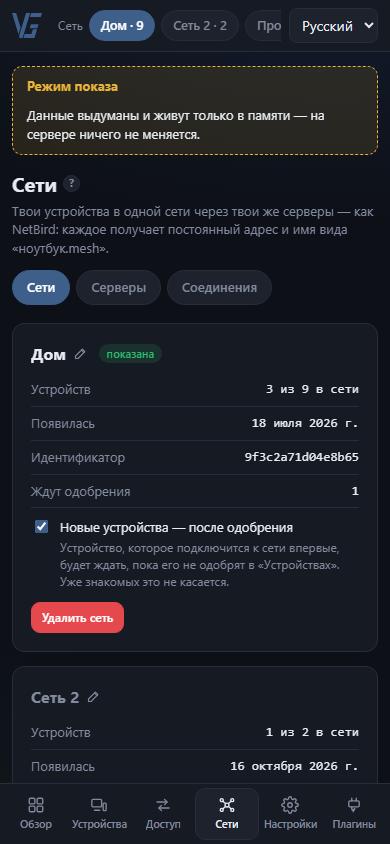 VG
Сеть Дом · 9 Сеть 2 · 2 Про Русский
Режим показа
Данные выдуманы и живут только в памяти — на
сервере ничего не меняется.
Сети ?
Твои устройства в одной сети через твои же серверы — как
NetBird: каждое получает постоянный адрес и имя вида
«ноутбук.mesh».
Сети Серверы Соединения
Дом показана
Устройств 3 из 9 в сети
Появилась 18 июля 2026 г.
Идентификатор 9f3c2a71d04e8b65
Ждут одобрения 1
Новые устройства — после одобрения
Устройство, которое подключится к сети впервые,
будет ждать, пока его не одобрят в «Устройствах».
Уже знакомых это не касается.
Удалить сеть
Сеть 2
Устройств 1 из 2 в сети
Появилась 16 октября 2026 г.
Обзор Устройства Доступ Сети Настройки Плагины